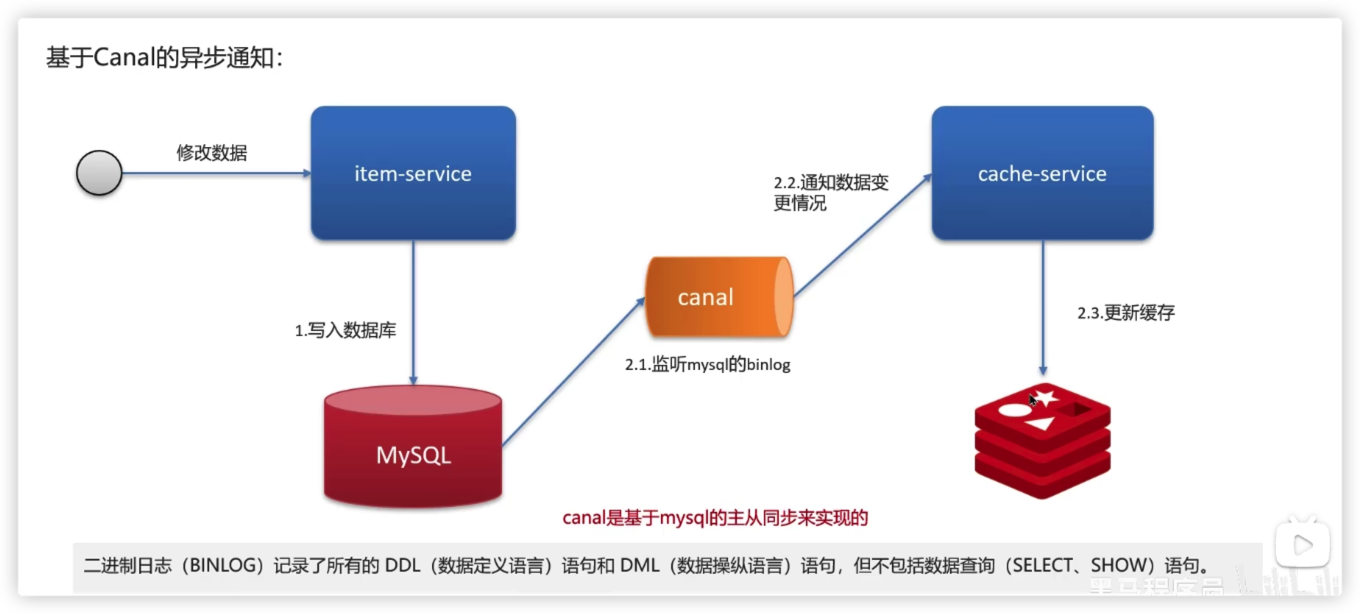 基于Canal的异步通知：
修改数据
item-service
cache-service
2.2.通知数据变
更情况
canal
1.写入数据库
2.1.监听mysql的binlog
2.3.更新缓存
MySQL
canal是基于mysql的主从同步来实现的
二进制日志（BINLOG）记录了所有的 DDL（数据定义语言）语句和 DML（数据操纵语言）语句，但不包括数据查询（SELECT、SHOW）语句。
黑马程序员